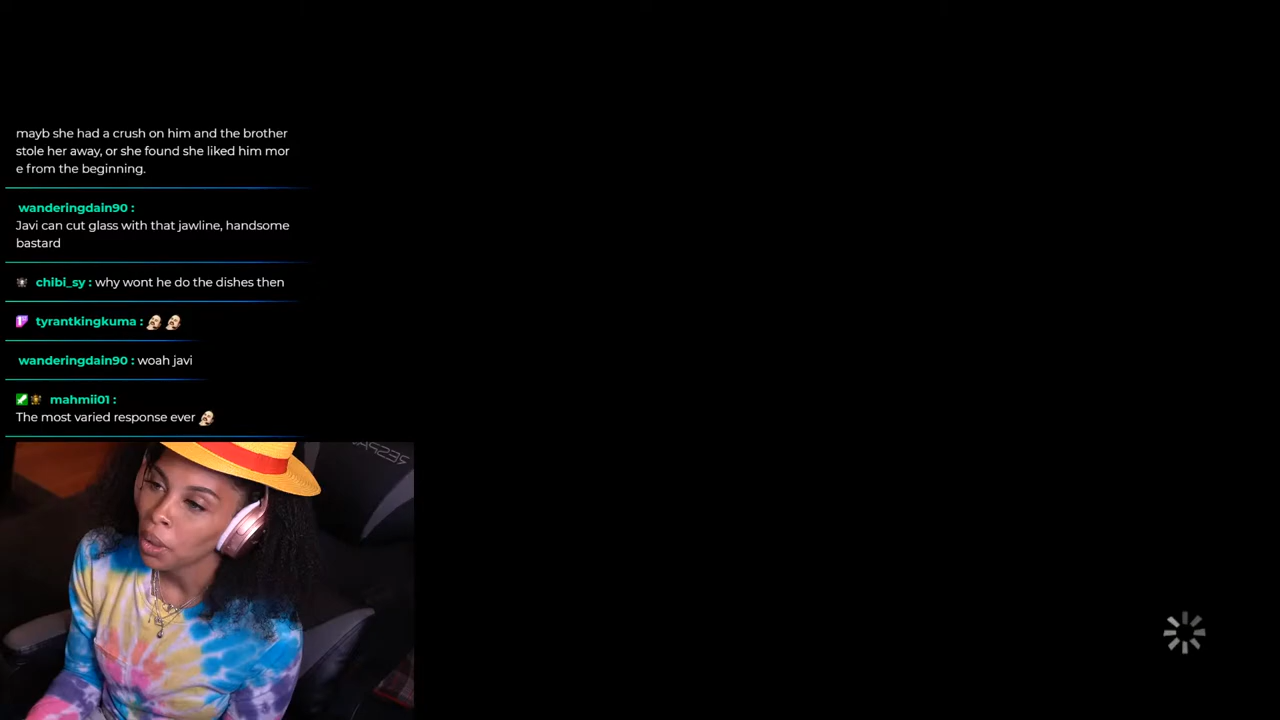 mayb she had a crush on him and the brother
stole her away, or she found she liked him mor
e from the beginning.
wanderingdain90 :
Javi can cut glass with that jawline, handsome
bastard
chibi_sy : why wont he do the dishes then
tyrantkingkuma :
wanderingdain90 : woah javi
mahmii01 :
The most varied response ever